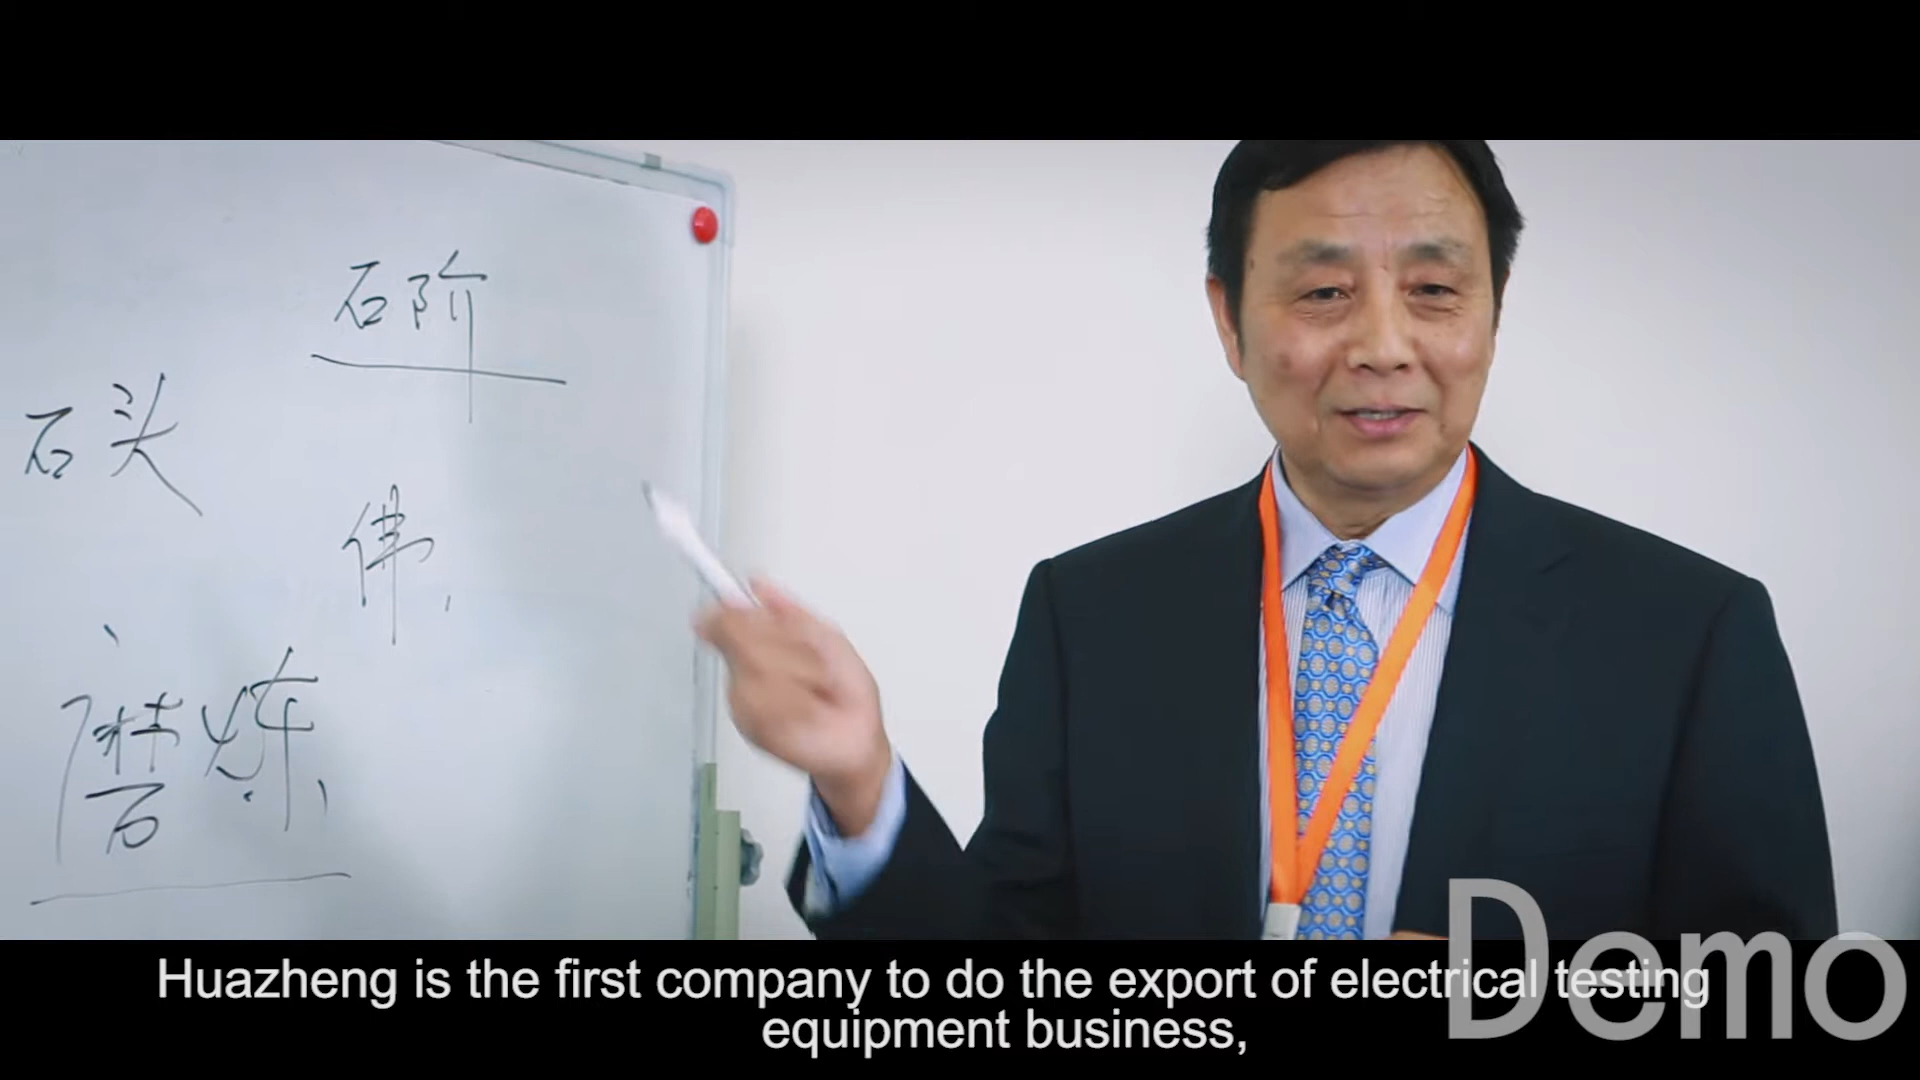 石阶
石头
佛
磨炼
Huazheng is the first company to do the export of electrical testing
equipment business,
Demo